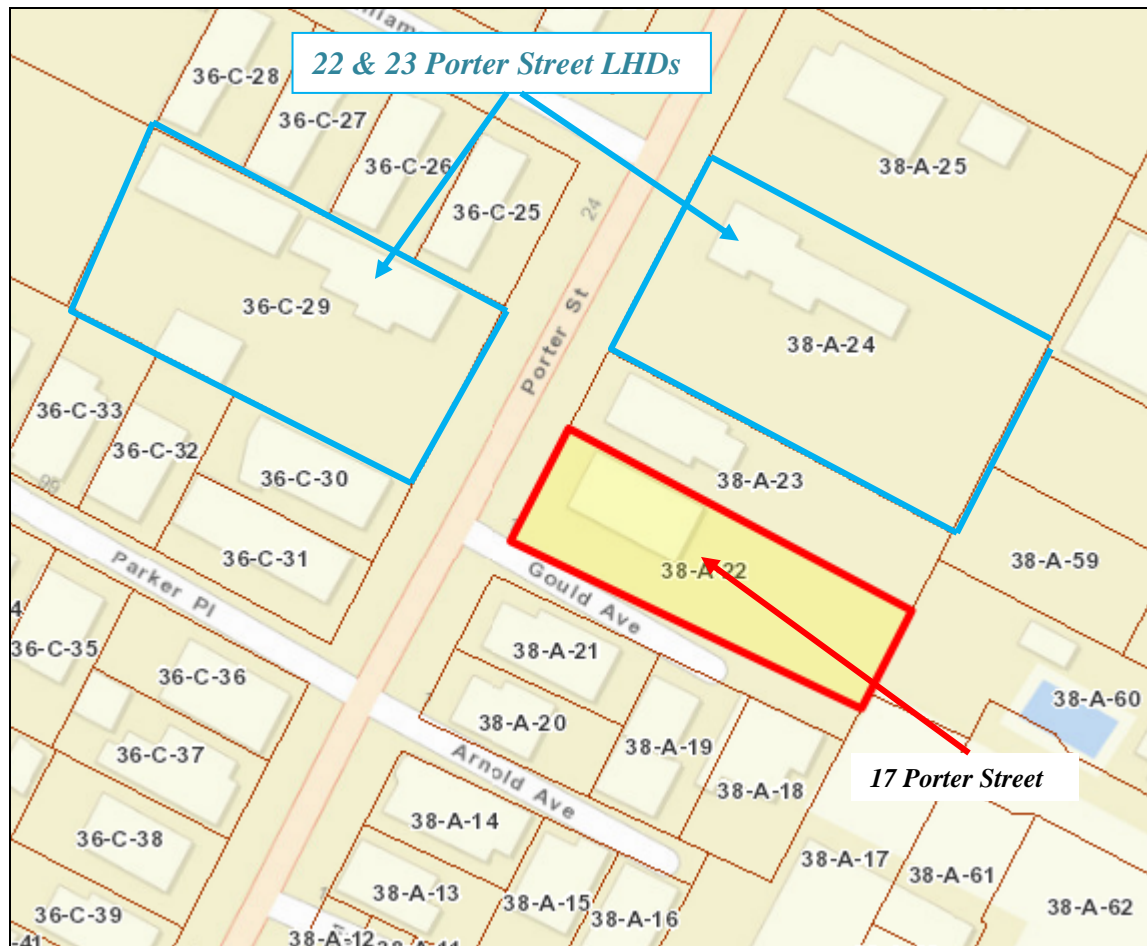 22 & 23 Porter Street LHDs
36-C-28
36-C-27
36-C-26
36-C-25
38-A-25
24
36-C-29
38-A-24
Porter St
36-C-33
36-C-32
36-C-30
36-C-31
38-A-23
38-A-22
38-A-59
Gould Ave
Parker Pl
38-A-21
36-C-35
36-C-36
38-A-60
38-A-20
38-A-19
36-C-37
Arnold Ave
17 Porter Street
38-A-18
38-A-14
36-C-38
38-A-17
38-A-61
38-A-13
38-A-15
38-A-62
36-C-39
38-A-16
38-A-12